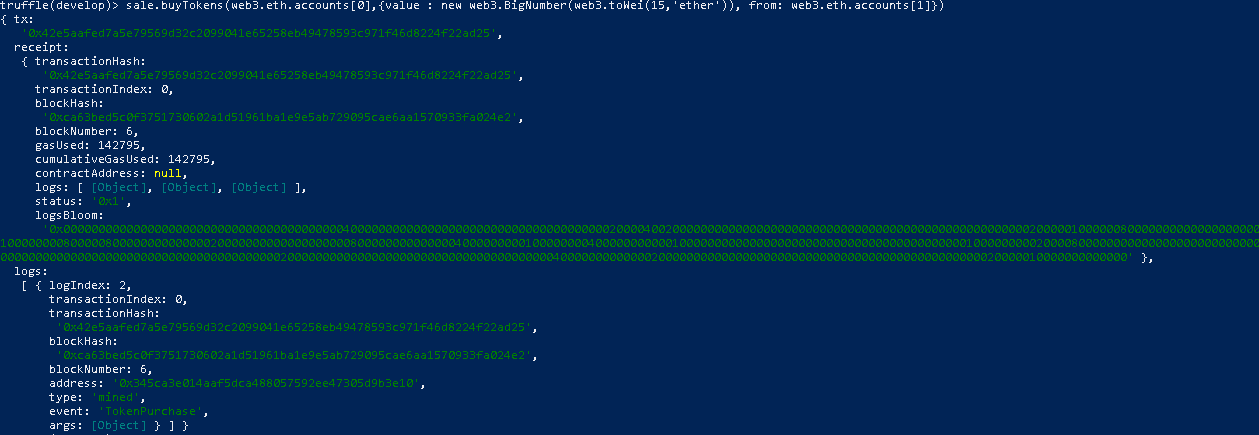 truffle(develop)> sale.buyTokens(web3.eth.accounts[0],{value : new web3.BigNumber(web3.toWei(15,'ether')), from: web3.eth.accounts[1]})
{ tx:
'0x42e5aafed7a5e79569d32c2099041e65258eb49478593c971f46d8224f22ad25',
receipt:
{ transactionHash:
'0x42e5aafed7a5e79569d32c2099041e65258eb49478593c971f46d8224f22ad25',
transactionIndex: 0,
blockHash:
'0xca63bed5c0f3751730602a1d51961ba1e9e5ab729095cae6aa1570933fa024e2',
blockNumber: 6,
gasUsed: 142795,
cumulativeGasUsed: 142795,
contractAddress: null,
logs: [ [Object], [Object], [Object] ],
status: '0x1',
logsBloom:
logs:
[ { logIndex: 2,
transactionIndex: 0,
transactionHash:
'0x42e5aafed7a5e79569d32c2099041e65258eb49478593c971f46d8224f22ad25',
blockHash:
'0xca63bed5c0f3751730602a1d51961ba1e9e5ab729095cae6aa1570933fa024e2',
blockNumber: 6,
address: '0x345ca3e014aaf5dca488057592ee47305d9b3e10',
type: 'mined',
event: 'TokenPurchase',
args: [Object] } ] }